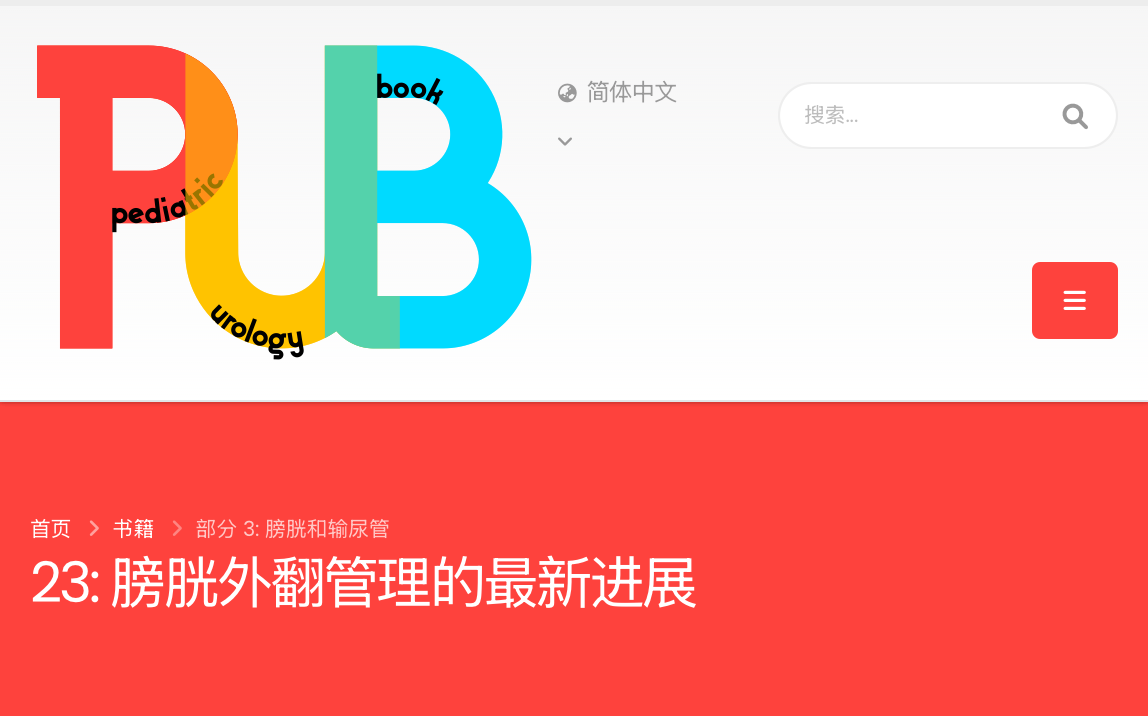 pediatric
urology
book
简体中文
搜索...
首页 书籍 部分 3: 膀胱和输尿管
23: 膀胱外翻管理的最新进展